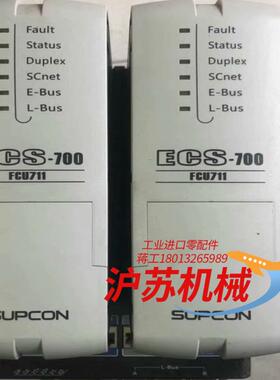 Fault
Status
Duplex
SCnet
E-Bus
L-Bus
ECS-700
FCU711
SUPCON
Fault
Status
Duplex
SCnet
E-Bus
L-Bus
ECS-700
FCU711
工业进口零配件
蒋工18013265989
沪苏机械
SUPCON
L-Bus